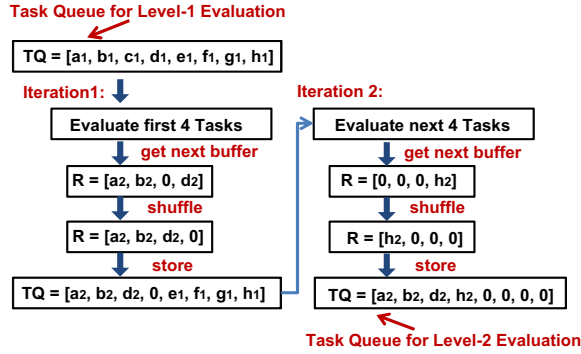 Task Queue for Level-1 Evaluation
TQ = [a1, b1, c1, d1, e1, f1, g1, h1]
Iteration1:
Evaluate first 4 Tasks
get next buffer
R = [a2, b2, 0, d2]
shuffle
R = [a2, b2, d2, 0]
store
TQ = [a2, b2, d2, 0, e1, f1, g1, h1]
Iteration 2:
Evaluate next 4 Tasks
get next buffer
R = [0, 0, 0, h2]
shuffle
R = [h2, 0, 0, 0]
store
TQ = [a2, b2, d2, h2, 0, 0, 0, 0]
Task Queue for Level-2 Evaluation